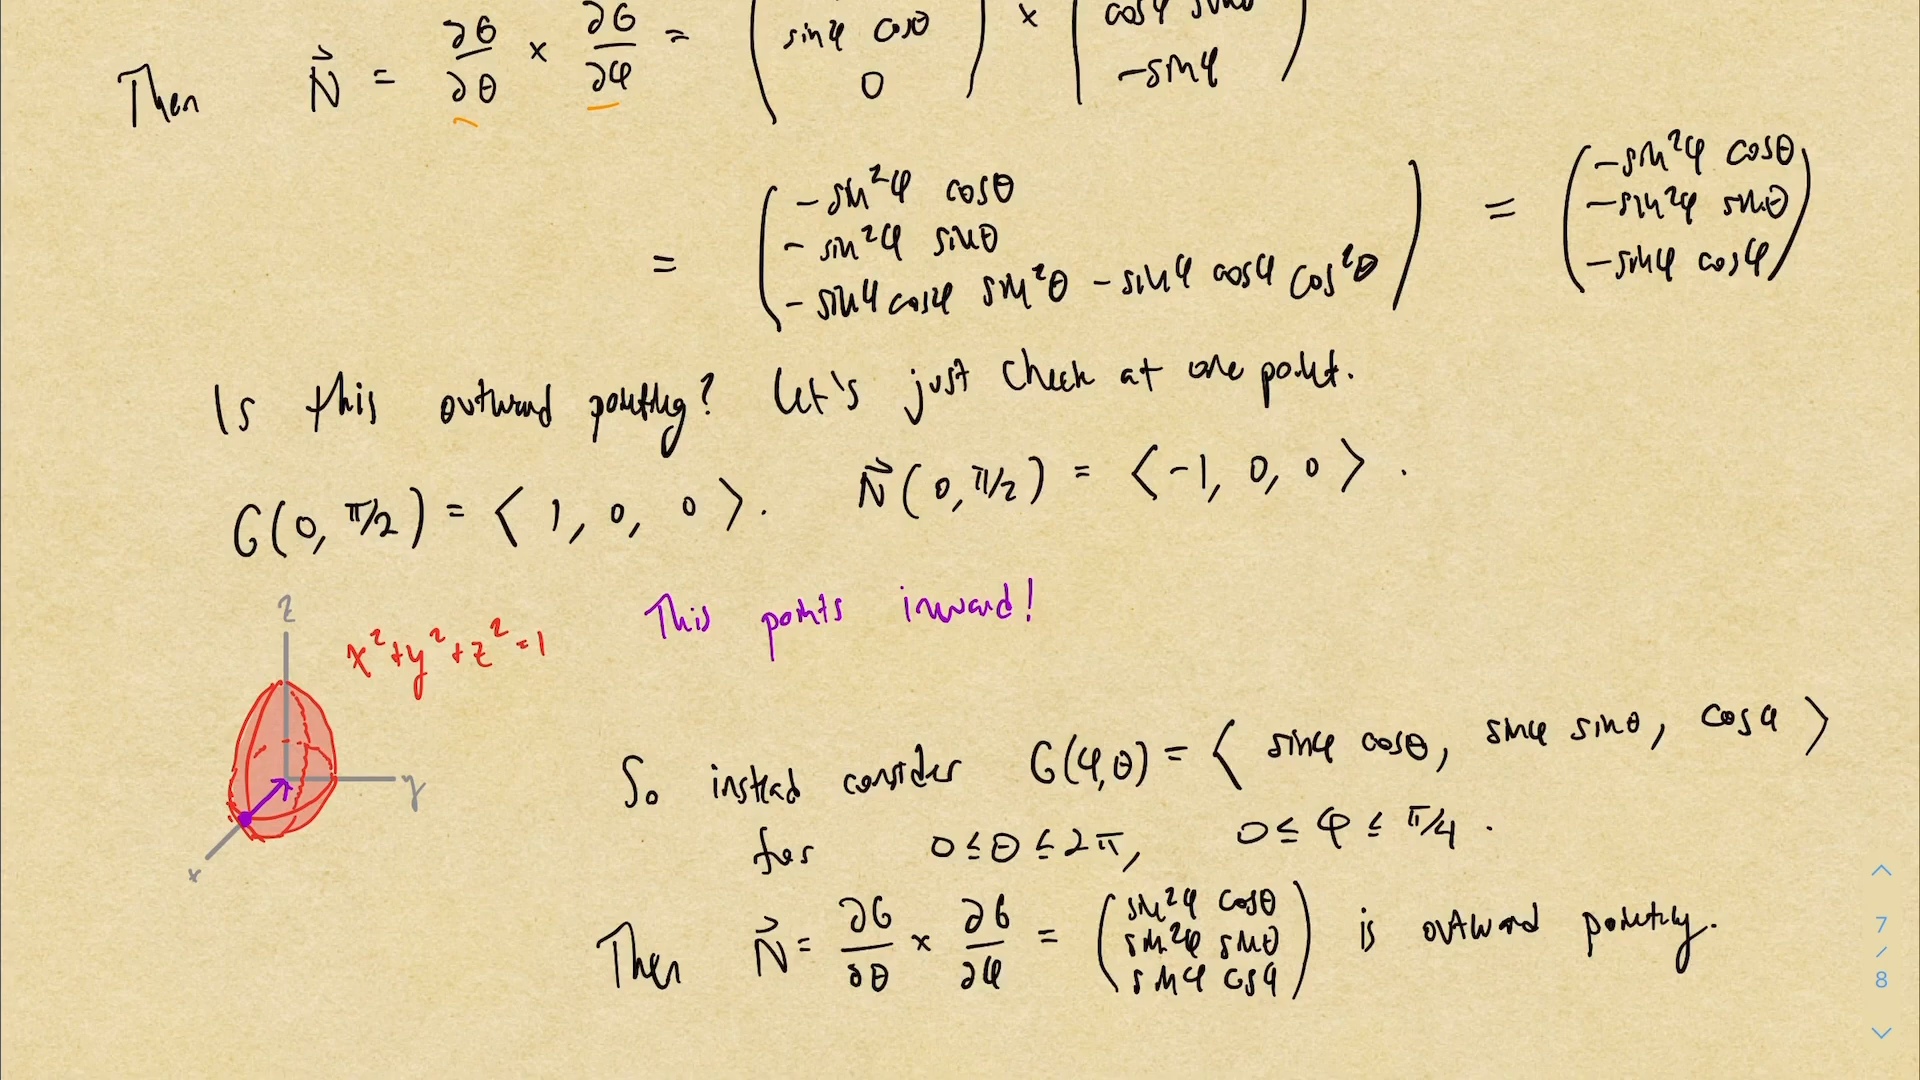 Then N⃗ = ∂G/∂θ × ∂G/∂φ = ( sinφ cosθ, 0 ) × ( cosφ sinθ, -sinφ )
= ( -sin²φ cosθ, -sin²φ sinθ, -sinφ cosφ sin²θ - sinφ cosφ cos²θ ) = ( -sin²φ cosθ, -sin²φ sinθ, -sinφ cosφ )
Is this outward pointing? Let's just check at one point.
G(0, π/2) = ⟨ 1, 0, 0 ⟩. N⃗(0, π/2) = ⟨ -1, 0, 0 ⟩.
This points inward!
z
x²+y²+z²=1
y
x
So instead consider G(φ,θ) = ⟨ sinφ cosθ, sinφ sinθ, cosφ ⟩
for 0≤θ≤2π, 0≤φ≤π/4.
Then N⃗ = ∂G/∂θ × ∂G/∂φ = ( sin²φ cosθ, sin²φ sinθ, sinφ cosφ ) is outward pointing.
7
/
8